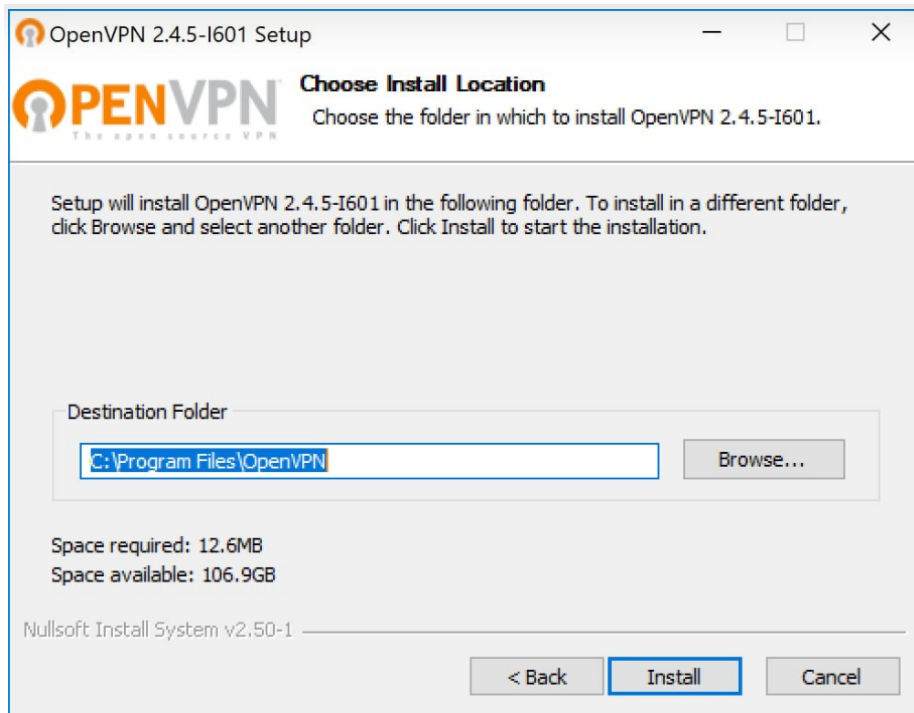 OpenVPN 2.4.5-I601 Setup
OPENVPN
The open source VPN
Choose Install Location
Choose the folder in which to install OpenVPN 2.4.5-I601.
Setup will install OpenVPN 2.4.5-I601 in the following folder. To install in a different folder,
click Browse and select another folder. Click Install to start the installation.
Destination Folder
C:\Program Files\OpenVPN
Browse...
Space required: 12.6MB
Space available: 106.9GB
Nullsoft Install System v2.50-1
< Back
Install
Cancel